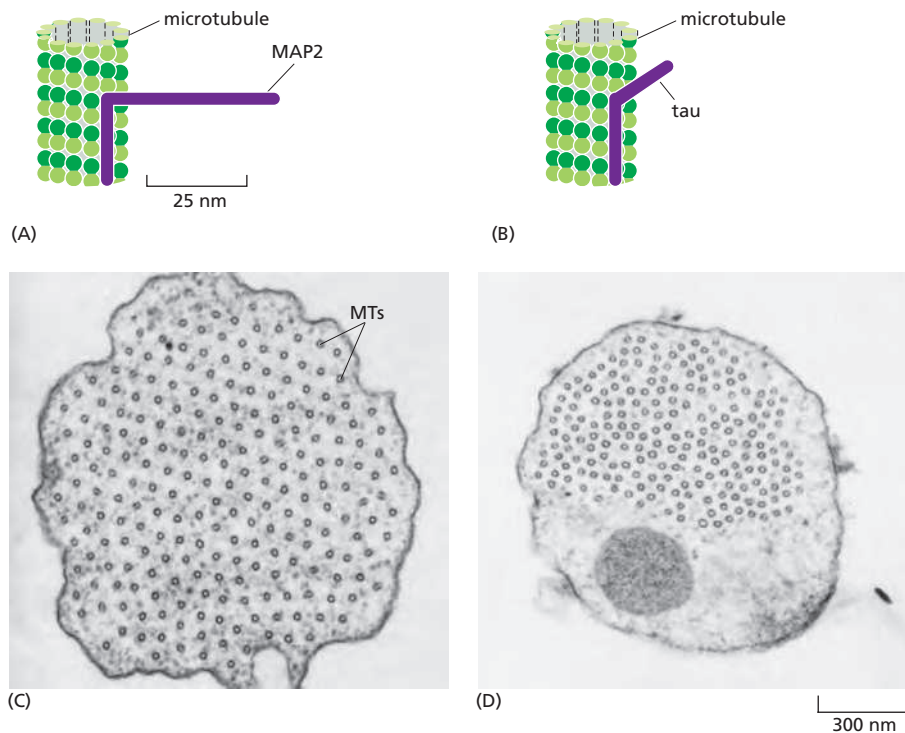 microtubule
MAP2
25 nm
(A)
microtubule
tau
(B)
MTs
(C)
(D)
300 nm